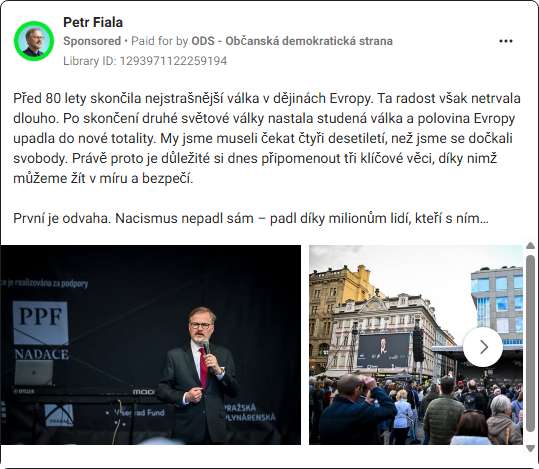 Petr Fiala
Sponsored • Paid for by ODS - Občanská demokratická strana
Library ID: 1293971122259194
Před 80 lety skončila nejstrašnější válka v dějinách Evropy. Ta radost však netrvala
dlouho. Po skončení druhé světové války nastala studená válka a polovina Evropy
upadla do nové totality. My jsme museli čekat čtyři desetiletí, než jsme se dočkali
svobody. Právě proto je důležité si dnes připomenout tři klíčové věci, díky nimž
můžeme žít v míru a bezpečí.
První je odvaha. Nacismus nepadl sám – padl díky milionům lidí, kteří s ním…
ce je realizována za podpory
PPF
NADACE
egrad Fund
PRAŽSKÁ
PLYNÁRENSKÁ